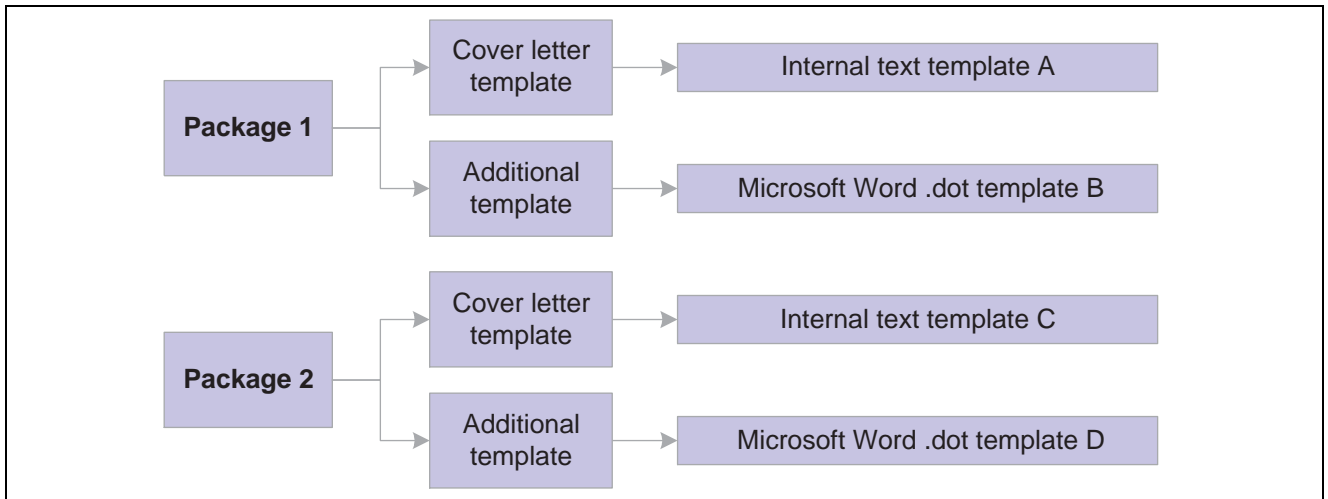 Cover letter
template
Internal text template A
Package 1
Additional
template
Microsoft Word .dot template B
Cover letter
template
Internal text template C
Package 2
Additional
template
Microsoft Word .dot template D